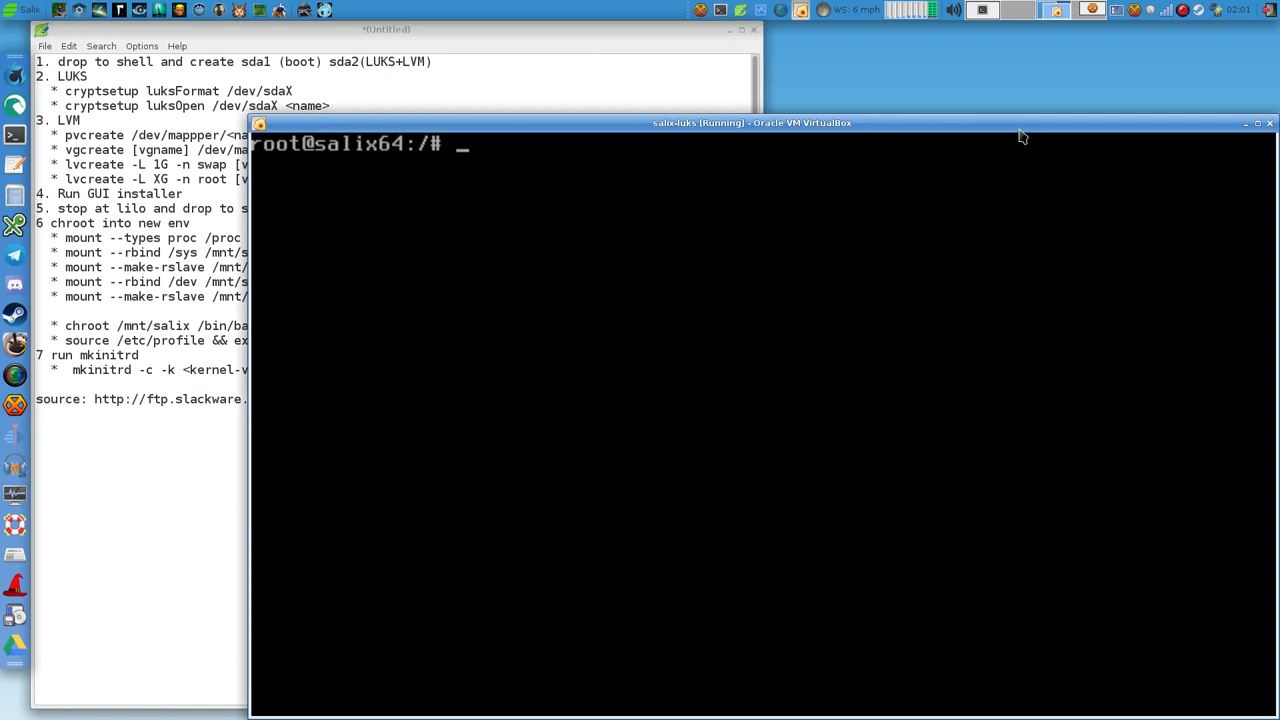 Salix
WS: 6 mph
02:01
*(Untitled)
File Edit Search Options Help
1. drop to shell and create sda1 (boot) sda2(LUKS+LVM)
2. LUKS
* cryptsetup luksFormat /dev/sdaX
* cryptsetup luksOpen /dev/sdaX <name>
3. LVM
* pvcreate /dev/mappper/<na
* vgcreate [vgname] /dev/ma
* lvcreate -L 1G -n swap [v
* lvcreate -L XG -n root [v
4. Run GUI installer
5. stop at lilo and drop to s
6 chroot into new env
* mount --types proc /proc
* mount --rbind /sys /mnt/s
* mount --make-rslave /mnt/
* mount --rbind /dev /mnt/s
* mount --make-rslave /mnt/
* chroot /mnt/salix /bin/ba
* source /etc/profile && ex
7 run mkinitrd
* mkinitrd -c -k <kernel-v
source: http://ftp.slackware.
salix-luks [Running] - Oracle VM VirtualBox
root@salix64:/# _